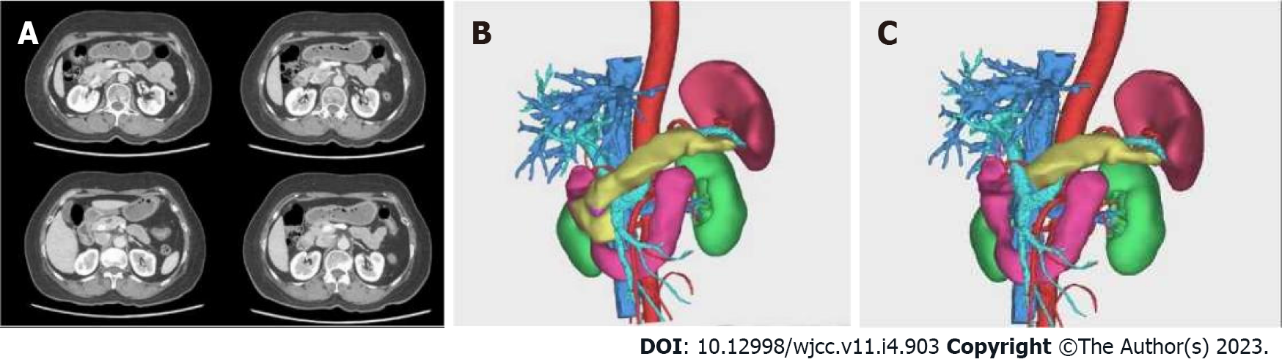 A
B
C
DOI: 10.12998/wjcc.v11.i4.903 Copyright ©The Author(s) 2023.